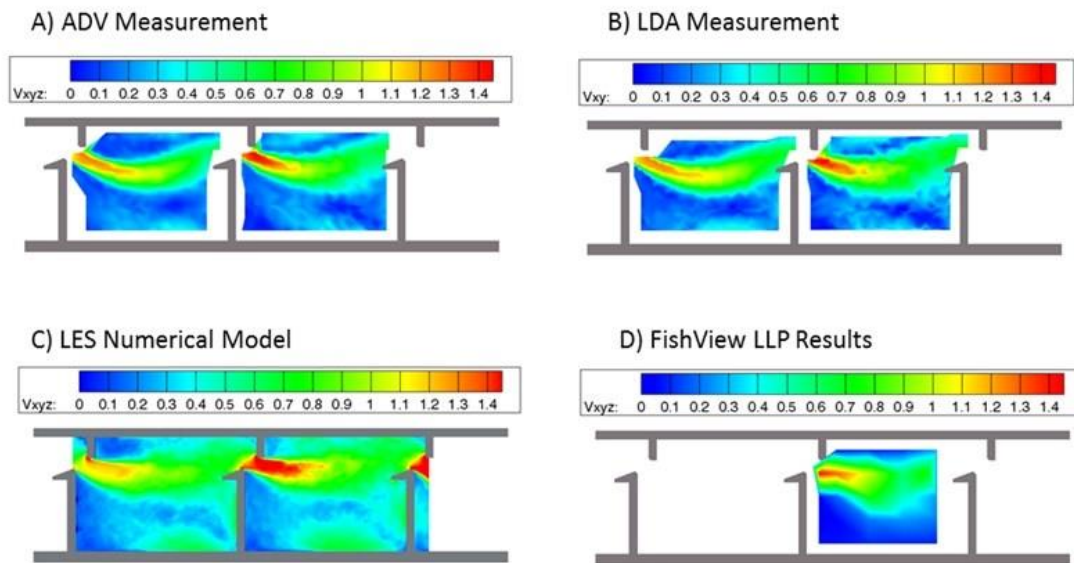 A) ADV Measurement
Vxyz: 0 0.1 0.2 0.3 0.4 0.5 0.6 0.7 0.8 0.9 1 1.1 1.2 1.3 1.4
B) LDA Measurement
Vxy: 0 0.1 0.2 0.3 0.4 0.5 0.6 0.7 0.8 0.9 1 1.1 1.2 1.3 1.4
C) LES Numerical Model
Vxyz: 0 0.1 0.2 0.3 0.4 0.5 0.6 0.7 0.8 0.9 1 1.1 1.2 1.3 1.4
D) FishView LLP Results
Vxyz: 0 0.1 0.2 0.3 0.4 0.5 0.6 0.7 0.8 0.9 1 1.1 1.2 1.3 1.4